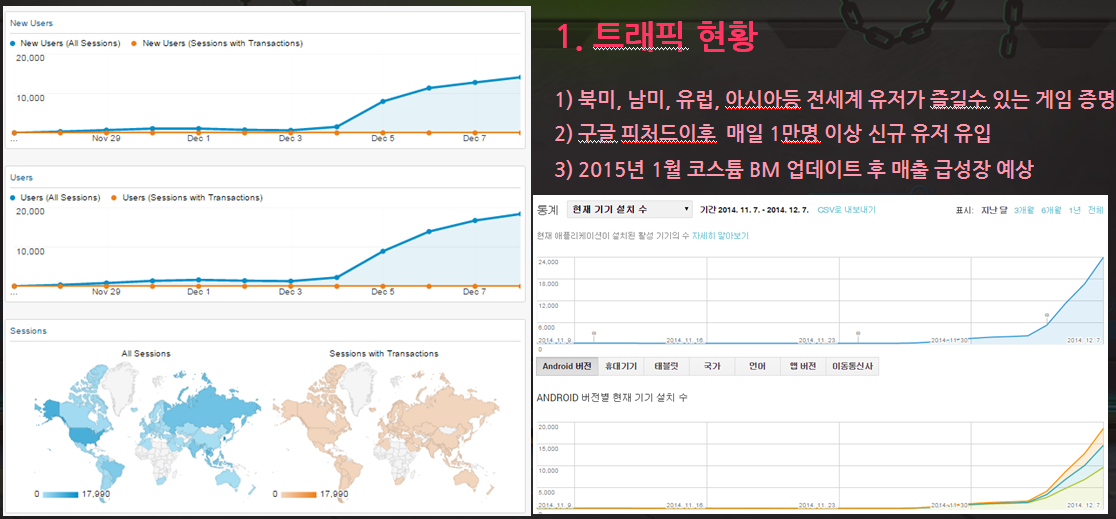 New Users
New Users (All Sessions) New Users (Sessions with Transactions)
20,000
10,000
... Nov 29 Dec 1 Dec 3 Dec 5 Dec 7
Users
Users (All Sessions) Users (Sessions with Transactions)
20,000
10,000
... Nov 29 Dec 1 Dec 3 Dec 5 Dec 7
Sessions
All Sessions Sessions with Transactions
0 17,990 0 17,990
1. 트래픽 현황
1) 북미, 남미, 유럽, 아시아등 전세계 유저가 즐길수 있는 게임 증명
2) 구글 피처드이후 매일 1만명 이상 신규 유저 유입
3) 2015년 1월 코스튬 BM 업데이트 후 매출 급성장 예상
통계 현재 기기 설치 수 기간 2014. 11. 7. - 2014. 12. 7. CSV로 내보내기 표시: 지난 달 3개월 6개월 1년 전체
현재 애플리케이션이 설치된 활성 기기의 수 자세히 알아보기
24,000
18,000
12,000
6,000
2014. 11. 9. 2014. 11. 16. 2014. 11. 23. 2014. 11. 30. 2014. 12. 7.
0
Android 버전 휴대기기 태블릿 국가 언어 앱 버전 이동통신사
ANDROID 버전별 현재 기기 설치 수
20,000
15,000
10,000
5,000
2014. 11. 9. 2014. 11. 16. 2014. 11. 23. 2014. 11. 30. 2014. 12. 7.